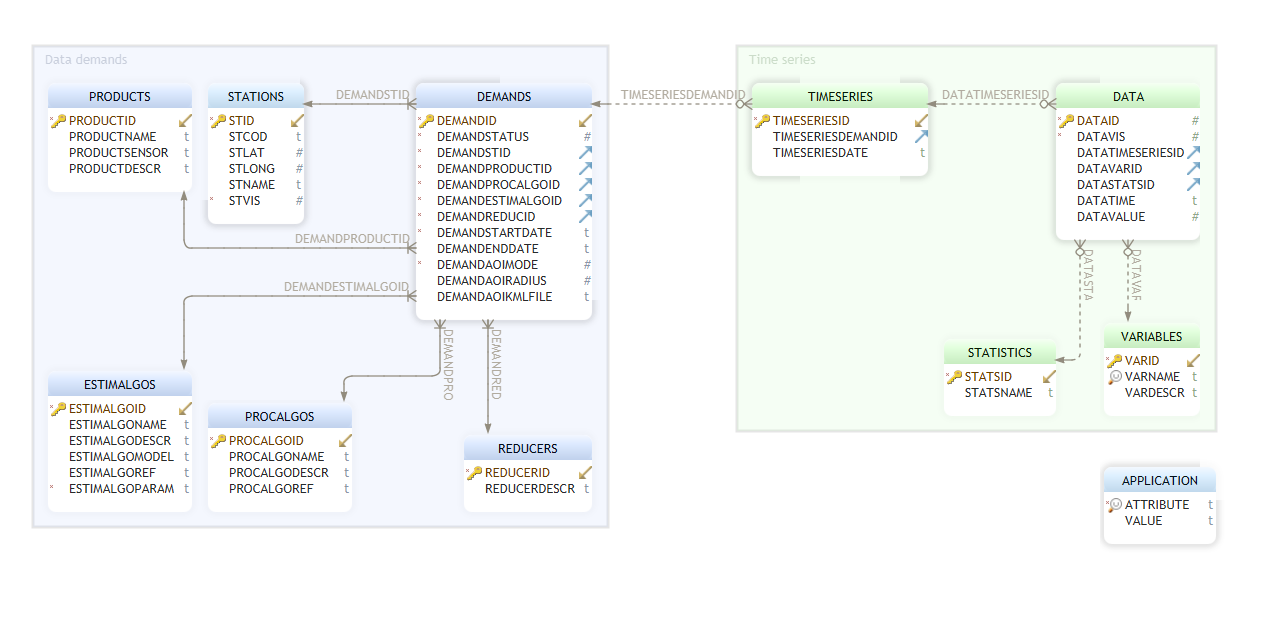 Data demands
PRODUCTS
PRODUCTID
PRODUCTNAME t
PRODUCTSENSOR t
PRODUCTDESCR t
STATIONS
* STID
STCOD t
STLAT #
STLONG #
STNAME t
* STVIS #
DEMANDSTID
DEMANDPRODUCTID
DEMANDESTIMALGOID
DEMANDS
* DEMANDID
* DEMANDSTATUS #
* DEMANDSTID
* DEMANDPRODUCTID
* DEMANDPROCALGOID
* DEMANDESTIMALGOID
* DEMANDREDUCID
* DEMANDSTARTDATE t
DEMANDENDDATE t
* DEMANDAOIMODE #
DEMANDAOIRADIUS #
DEMANDAOIKMLFILE t
DEMANDPRO
DEMANDRED
ESTIMALGOS
* ESTIMALGOID
ESTIMALGONAME t
ESTIMALGODESCR t
ESTIMALGOMODEL t
ESTIMALGOREF t
* ESTIMALGOPARAM t
PROCALGOS
* PROCALGOID
PROCALGONAME t
PROCALGODESCR t
PROCALGOREF t
REDUCERS
* REDUCERID
REDUCERDESCR t
TIMESERIESDEMANDID
Time series
TIMESERIES
* TIMESERIESID
TIMESERIESDEMANDID
TIMESERIESDATE t
DATATIMESERIESID
DATA
* DATAID #
* DATAVIS #
DATATIMESERIESID
DATAVARID
DATASTATSID
DATATIME t
DATAVALUE #
DATASTA
DATAVAF
STATISTICS
* STATSID
STATSNAME t
VARIABLES
* VARID
VARNAME t
VARDESCR t
APPLICATION
* ATTRIBUTE t
VALUE t